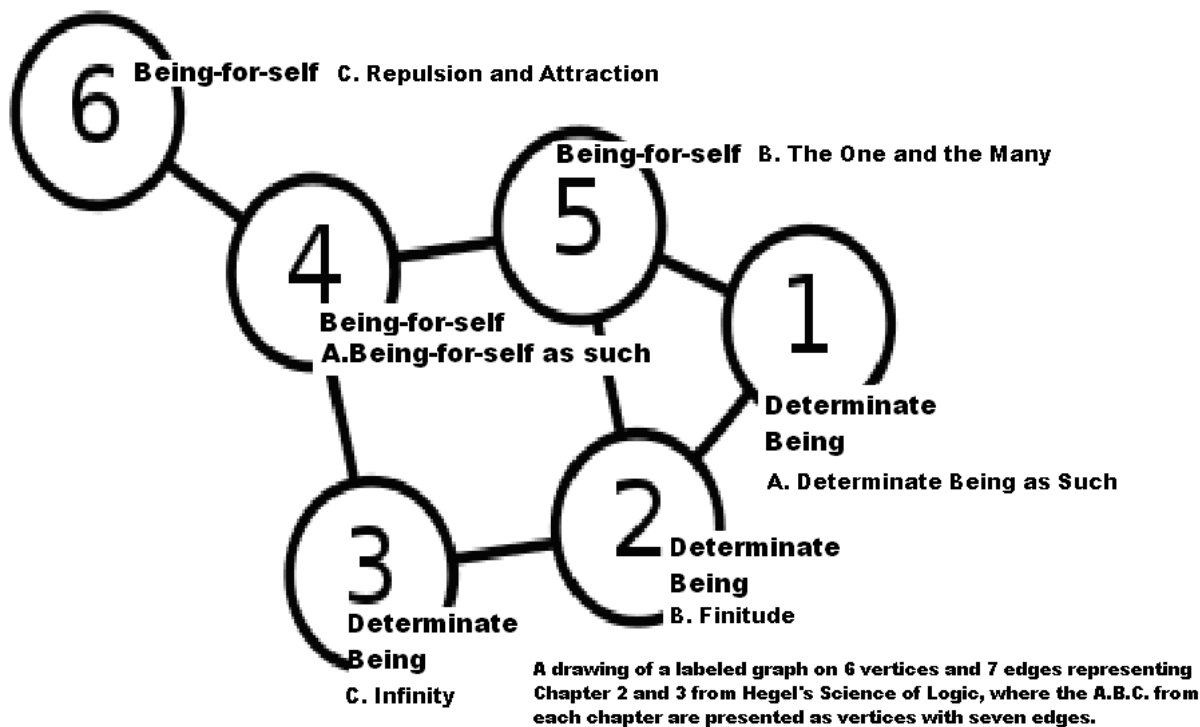 6
Being-for-self C. Repulsion and Attraction
Being-for-self B. The One and the Many
5
4
1
Being-for-self
A.Being-for-self as such
Determinate
Being
A. Determinate Being as Such
2
Determinate
Being
B. Finitude
3
Determinate
Being
C. Infinity
A drawing of a labeled graph on 6 vertices and 7 edges representing
Chapter 2 and 3 from Hegel's Science of Logic, where the A.B.C. from
each chapter are presented as vertices with seven edges.